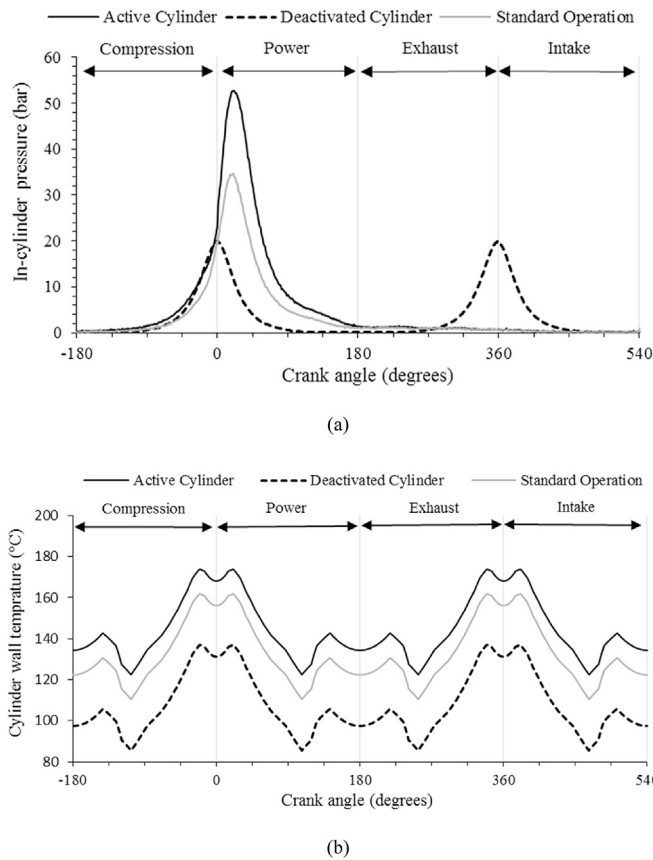 Active Cylinder Deactivated Cylinder Standard Operation
Compression Power Exhaust Intake
60
50
40
30
20
10
0
In-cylinder pressure (bar)
-180 0 180 360 540
Crank angle (degrees)
(a)
Active Cylinder Deactivated Cylinder Standard Operation
Compression Power Exhaust Intake
200
180
160
140
120
100
80
Cylinder wall temprature (°C)
-180 0 180 360 540
Crank angle (degrees)
(b)